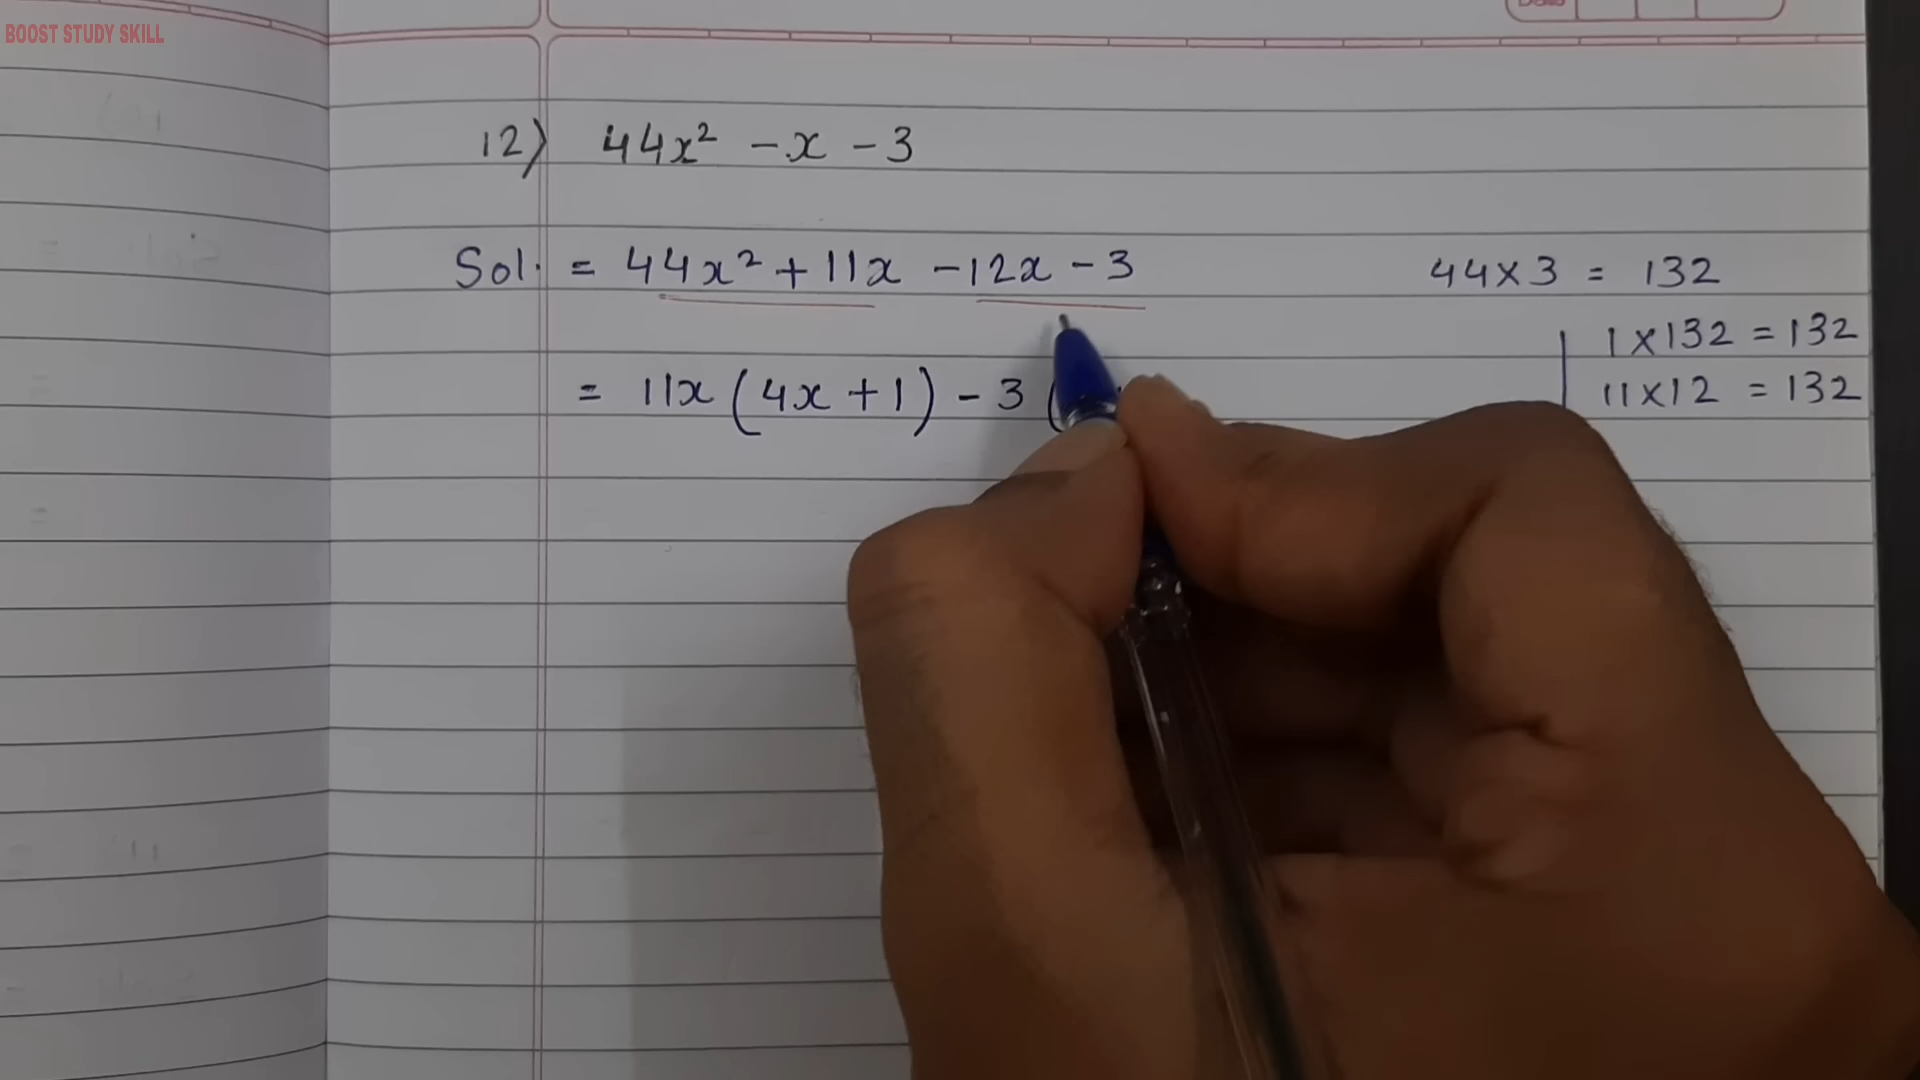 BOOST STUDY SKILL
12) 44x² - x - 3
Sol. = 44x² + 11x - 12x - 3
44 x 3 = 132
1 x 132 = 132
= 11x (4x + 1) - 3 (
11 x 12 = 132